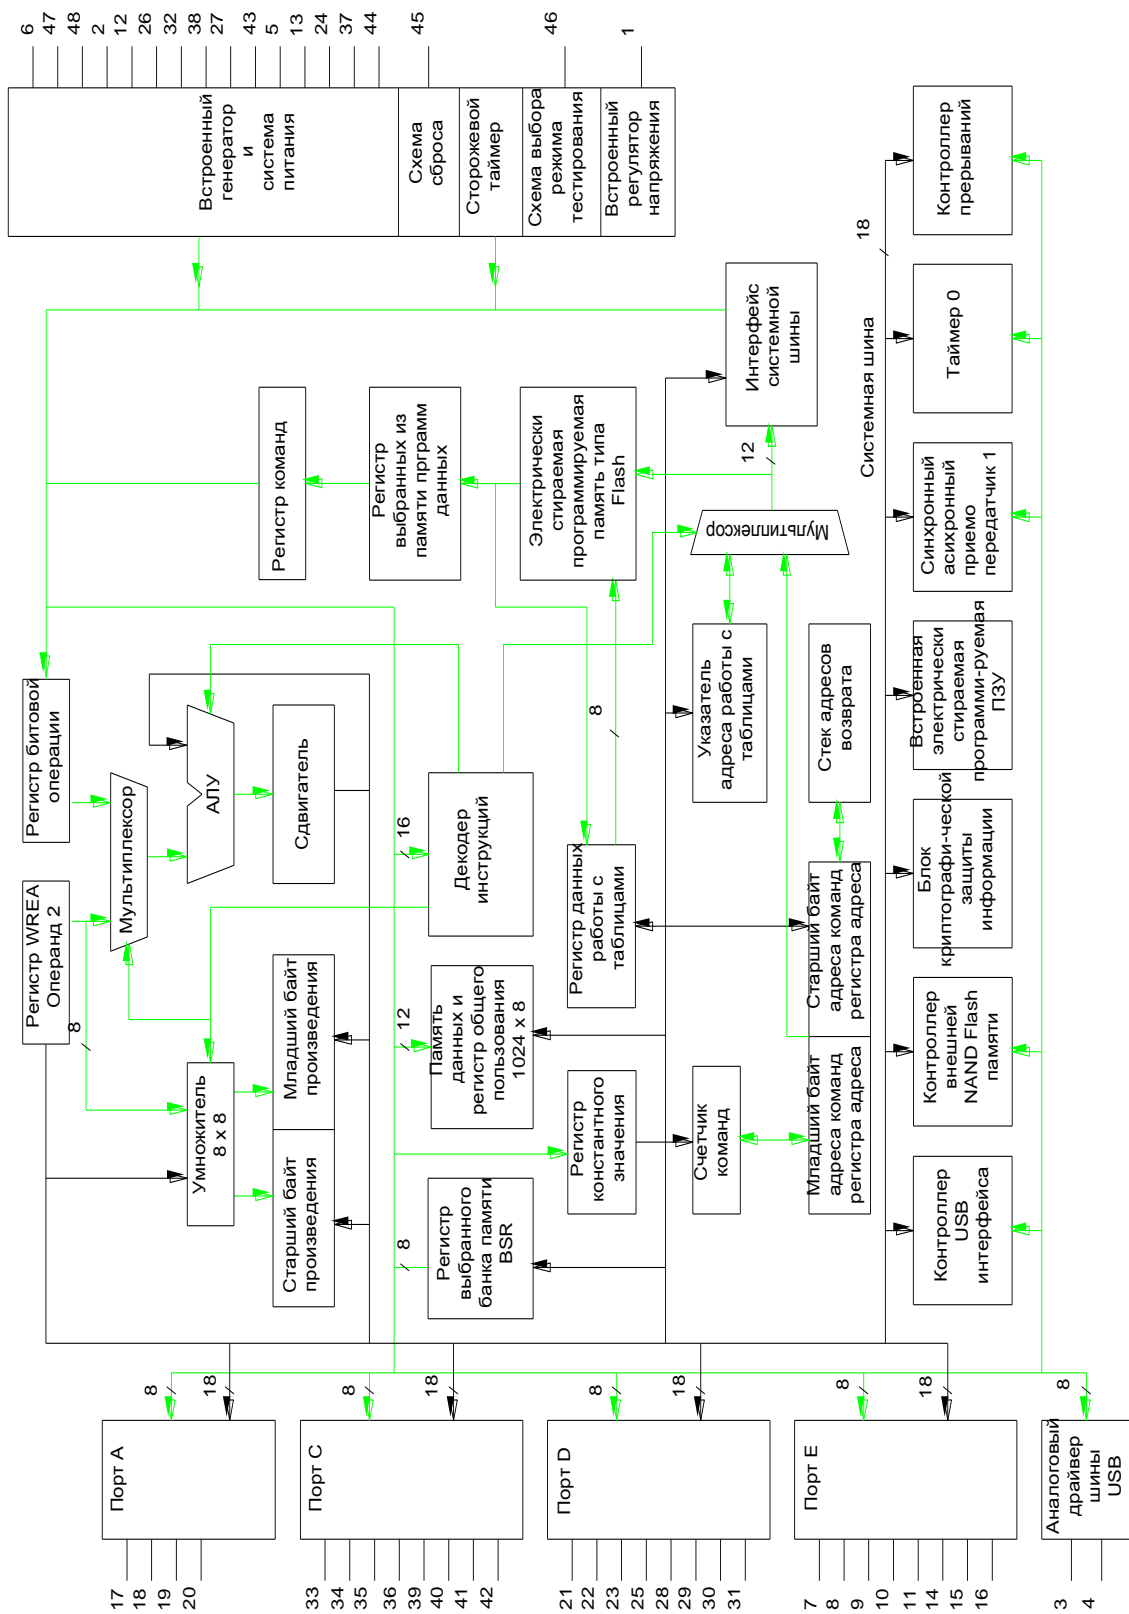 6
47
48
2
12
26
32
38
27
43
5
13
24
37
44
45
46
1
Встроенный
генератор
и
система
питания
Схема
сброса
Сторожевой
таймер
Схема выбора
режима
тестирования
Встроенный
регулятор
напряжения
Регистр команд
Регистр
выбранных из
памяти прграмм
данных
Электрически
стираемая
программируемая
память типа
Flash
Интерфейс
системной
шины
12
Мультиплексор
18
Системная шина
Контроллер
прерываний
Таймер 0
Синхронный
асихронный
приемо
передатчик 1
Встроенная
электрически
стираемая
программи-руемая
ПЗУ
Блок
криптографи-ческой
защиты
информации
Контроллер
внешней
NAND Flash
памяти
Контроллер
USB
интерфейса
Регистр битовой
операции
Регистр WREA
Операнд 2
8
Мультиплексор
АЛУ
Сдвигатель
16
Декодер
инструкций
8
Указатель
адреса работы с
таблицами
Стек адресов
возврата
Регистр данных
работы с
таблицами
Старший байт
адреса команд
регистра адреса
Младший байт
адреса команд
регистра адреса
Умножитель
8 x 8
Младший байт
произведения
Старший байт
произведения
12
Память
данных и
регистр общего
пользования
1024 x 8
Регистр
константного
значения
Счетчик
команд
8
Регистр
выбранного
банка памяти
BSR
8
18
8
18
8
18
8
18
8
Порт A
Порт C
Порт D
Порт E
Аналоговый
драйвер
шины
USB
17
18
19
20
33
34
35
36
39
40
41
42
21
22
23
25
28
29
30
31
7
8
9
10
11
14
15
16
3
4